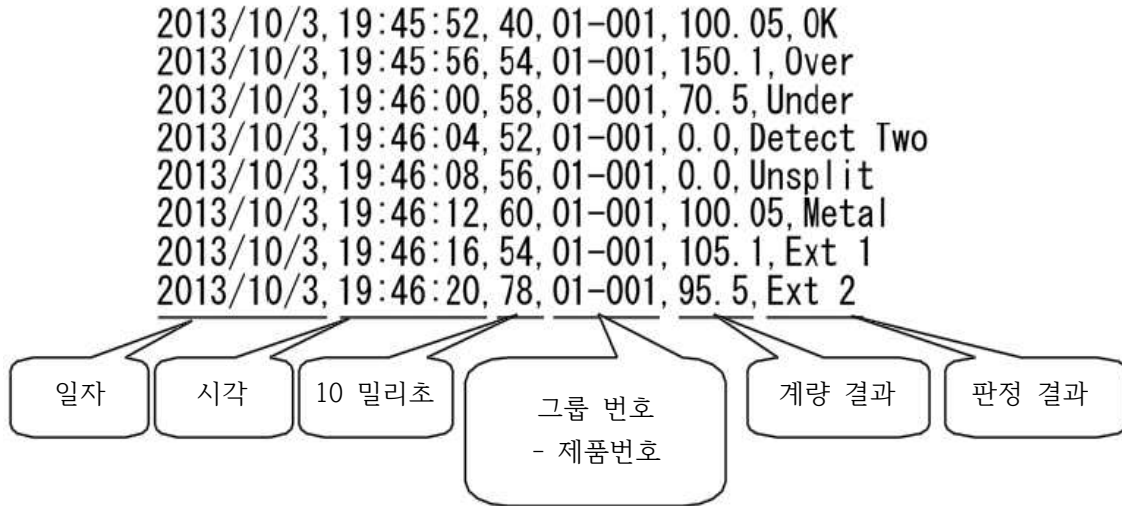 2013/10/3,19:45:52,40,01-001,100.05,OK
2013/10/3,19:45:56,54,01-001,150.1,Over
2013/10/3,19:46:00,58,01-001,70.5,Under
2013/10/3,19:46:04,52,01-001,0.0,Detect Two
2013/10/3,19:46:08,56,01-001,0.0,Unsplit
2013/10/3,19:46:12,60,01-001,100.05,Metal
2013/10/3,19:46:16,54,01-001,105.1,Ext 1
2013/10/3,19:46:20,78,01-001,95.5,Ext 2
일자
시각
10 밀리초
그룹 번호
- 제품번호
계량 결과
판정 결과